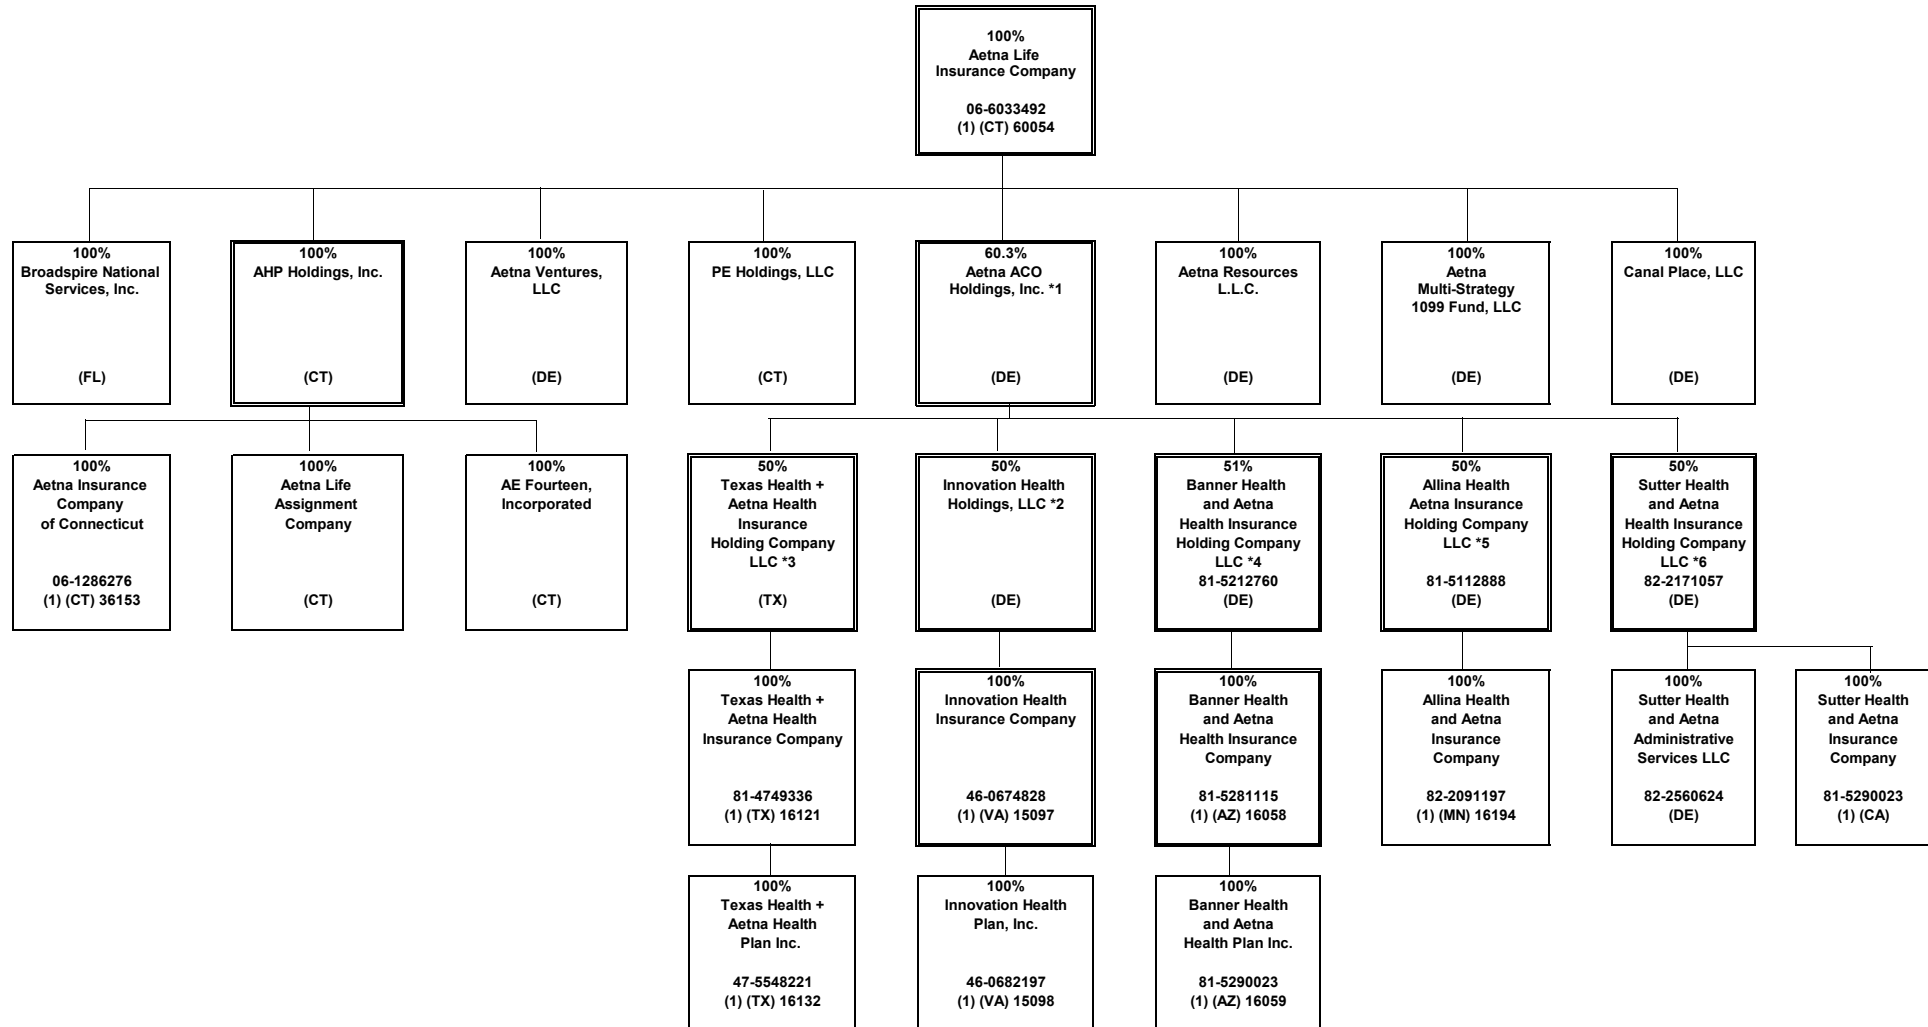 100%
Aetna Life
Insurance Company
06-6033492
(1) (CT) 60054
100%
Broadspire National
Services, Inc.
(FL)
100%
AHP Holdings, Inc.
(CT)
100%
Aetna Ventures,
LLC
(DE)
100%
PE Holdings, LLC
(CT)
60.3%
Aetna ACO
Holdings, Inc. *1
(DE)
100%
Aetna Resources
L.L.C.
(DE)
100%
Aetna
Multi-Strategy
1099 Fund, LLC
(DE)
100%
Canal Place, LLC
(DE)
100%
Aetna Insurance
Company
of Connecticut
06-1286276
(1) (CT) 36153
100%
Aetna Life
Assignment
Company
(CT)
100%
AE Fourteen,
Incorporated
(CT)
50%
Texas Health +
Aetna Health
Insurance
Holding Company
LLC *3
(TX)
50%
Innovation Health
Holdings, LLC *2
(DE)
51%
Banner Health
and Aetna
Health Insurance
Holding Company
LLC *4
81-5212760
(DE)
50%
Allina Health
Aetna Insurance
Holding Company
LLC *5
81-5112888
(DE)
50%
Sutter Health
and Aetna
Health Insurance
Holding Company
LLC *6
82-2171057
(DE)
100%
Texas Health +
Aetna Health
Insurance Company
81-4749336
(1) (TX) 16121
100%
Innovation Health
Insurance Company
46-0674828
(1) (VA) 15097
100%
Banner Health
and Aetna
Health Insurance
Company
81-5281115
(1) (AZ) 16058
100%
Allina Health
and Aetna
Insurance
Company
82-2091197
(1) (MN) 16194
100%
Sutter Health
and Aetna
Administrative
Services LLC
82-2560624
(DE)
100%
Sutter Health
and Aetna
Insurance
Company
81-5290023
(1) (CA)
100%
Texas Health +
Aetna Health
Plan Inc.
47-5548221
(1) (TX) 16132
100%
Innovation Health
Plan, Inc.
46-0682197
(1) (VA) 15098
100%
Banner Health
and Aetna
Health Plan Inc.
81-5290023
(1) (AZ) 16059